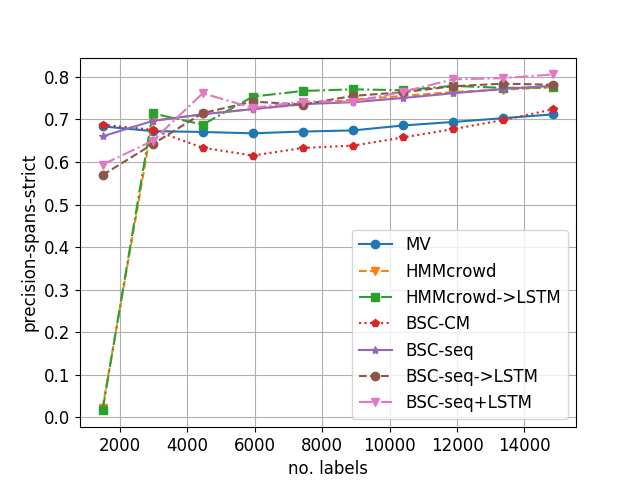 0.8
0.7
0.6
0.5
0.4
0.3
0.2
0.1
0.0
precision-spans-strict
MV
HMMcrowd
HMMcrowd->LSTM
BSC-CM
BSC-seq
BSC-seq->LSTM
BSC-seq+LSTM
2000 4000 6000 8000 10000 12000 14000
no. labels